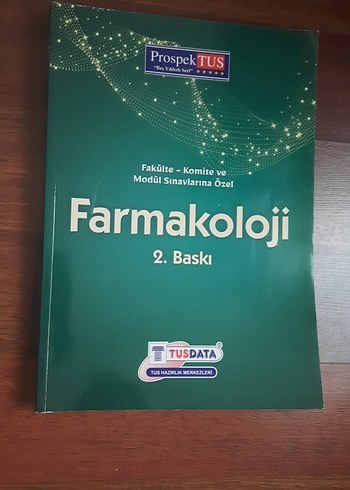 ProspekTUS
"Beş Yıldızlı Seri" ★★★★★
Fakülte - Komite ve
Modül Sınavlarına Özel
Farmakoloji
2. Baskı
TUSDATA®
TUS HAZIRLIK MERKEZLERİ